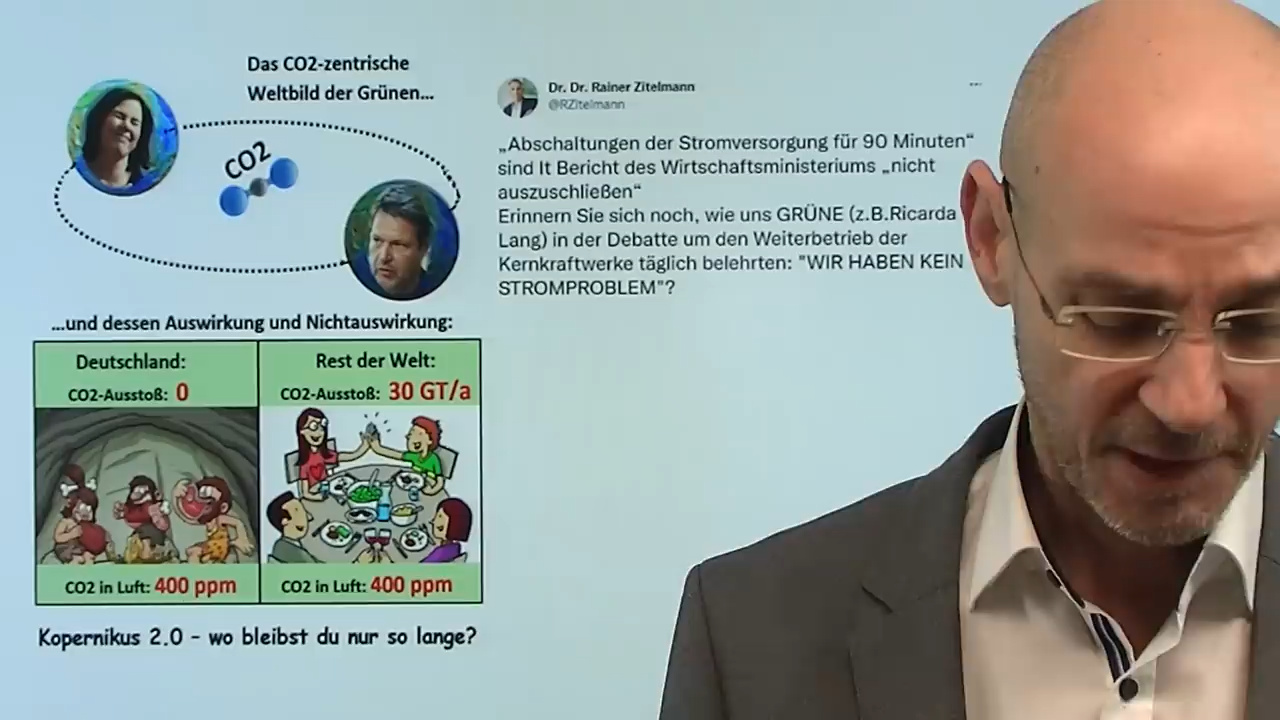 Das CO2-zentrische
Weltbild der Grünen...
CO2
...und dessen Auswirkung und Nichtauswirkung:
Deutschland:
CO2-Ausstoß: 0
Rest der Welt:
CO2-Ausstoß: 30 GT/a
CO2 in Luft: 400 ppm
CO2 in Luft: 400 ppm
Kopernikus 2.0 - wo bleibst du nur so lange?
Dr. Dr. Rainer Zitelmann
@RZitelmann
„Abschaltungen der Stromversorgung für 90 Minuten“
sind lt Bericht des Wirtschaftsministeriums „nicht
auszuschließen“
Erinnern Sie sich noch, wie uns GRÜNE (z.B.Ricarda
Lang) in der Debatte um den Weiterbetrieb der
Kernkraftwerke täglich belehrten: "WIR HABEN KEIN
STROMPROBLEM"?